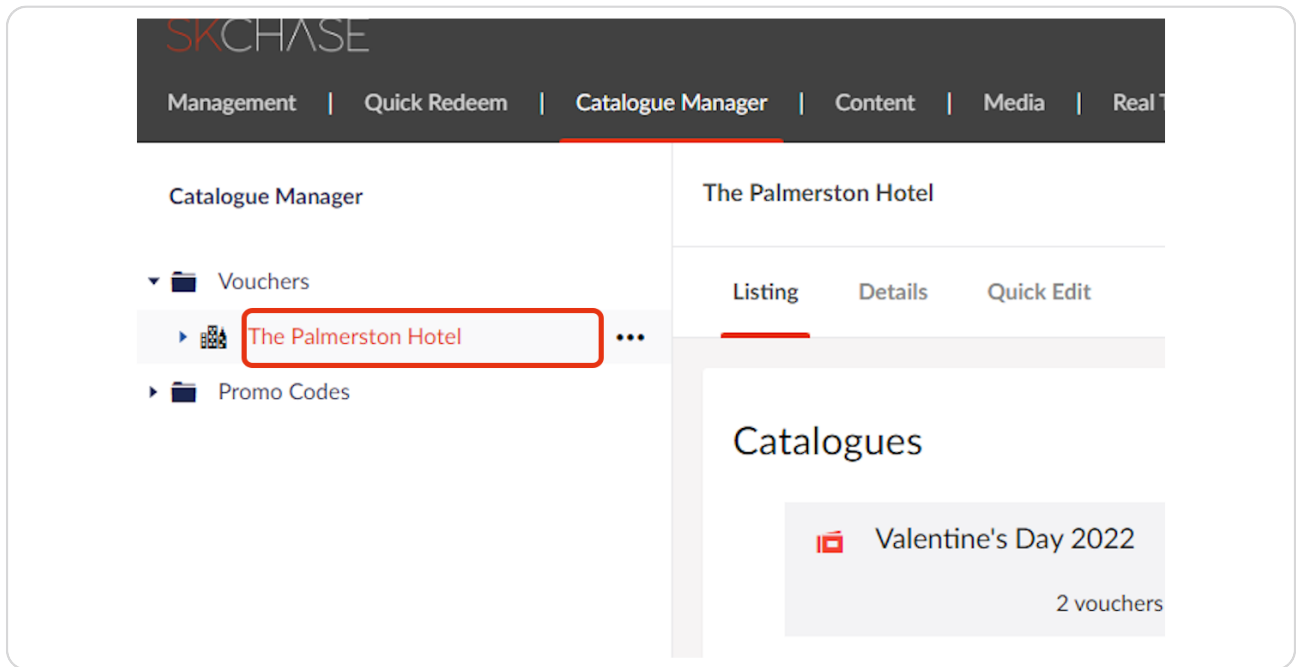 SKCHASE
Management | Quick Redeem | Catalogue Manager | Content | Media | Real
Catalogue Manager
The Palmerston Hotel
Vouchers
Listing Details Quick Edit
The Palmerston Hotel
Promo Codes
Catalogues
Valentine's Day 2022
2 vouchers